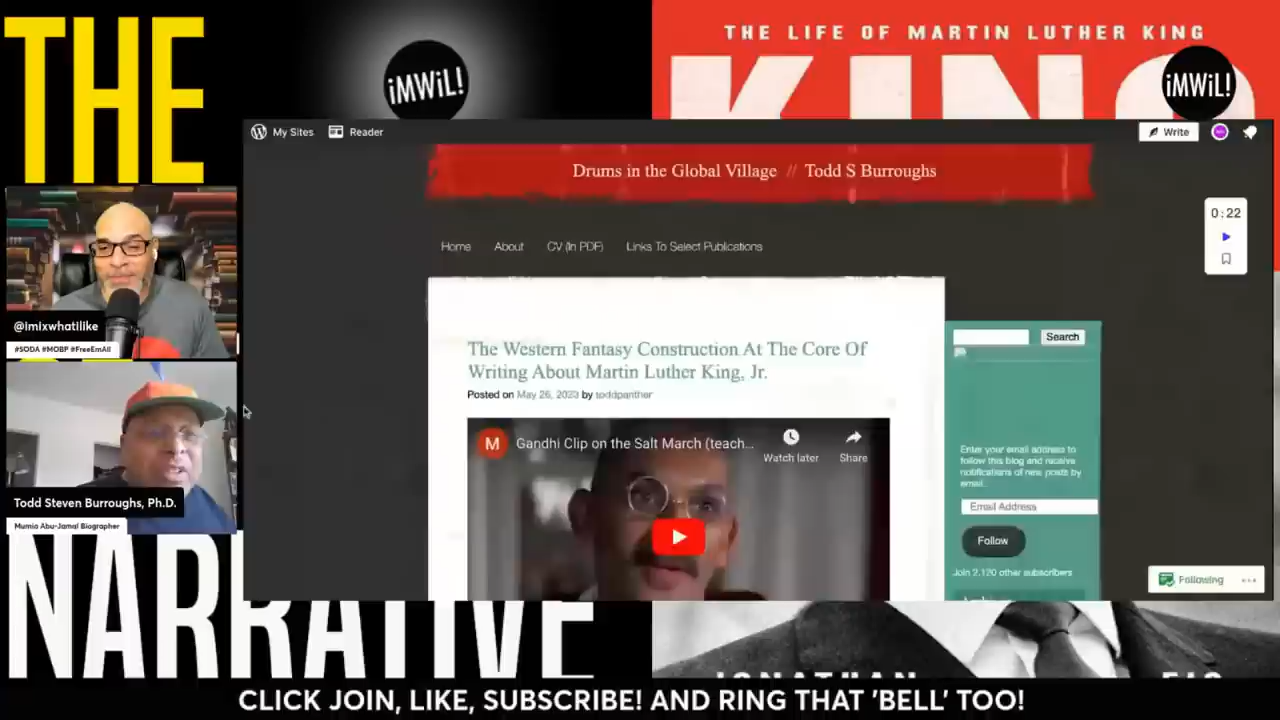 THE
iMWiL!
THE LIFE OF MARTIN LUTHER KING
KING
iMWiL!
My Sites
Reader
Write
Drums in the Global Village // Todd S Burroughs
0:22
Home
About
CV (in PDF)
Links To Select Publications
@imixwhatilike
#SODA #MOBP #FreeEmAll
The Western Fantasy Construction At The Core Of
Writing About Martin Luther King, Jr.
Posted on May 26, 2023 by toddpanther
Search
M
Gandhi Clip on the Salt March (teach...
Watch later
Share
Enter your email address to
follow this blog and receive
notifications of new posts by
email.
Email Address
Follow
Join 2,120 other subscribers
Following
Todd Steven Burroughs, Ph.D.
Mumia Abu-Jamal Biographer
NARRATIVE
JONATHAN EIG
CLICK JOIN, LIKE, SUBSCRIBE! AND RING THAT 'BELL' TOO!